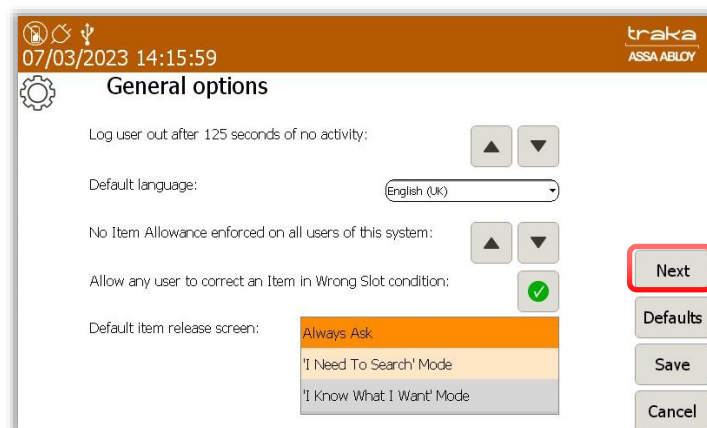 07/03/2023 14:15:59
traka
ASSA ABLOY
General options
Log user out after 125 seconds of no activity:
Default language:
English (UK)
No Item Allowance enforced on all users of this system:
Allow any user to correct an Item in Wrong Slot condition:
Default item release screen:
Always Ask
'I Need To Search' Mode
'I Know What I Want' Mode
Next
Defaults
Save
Cancel